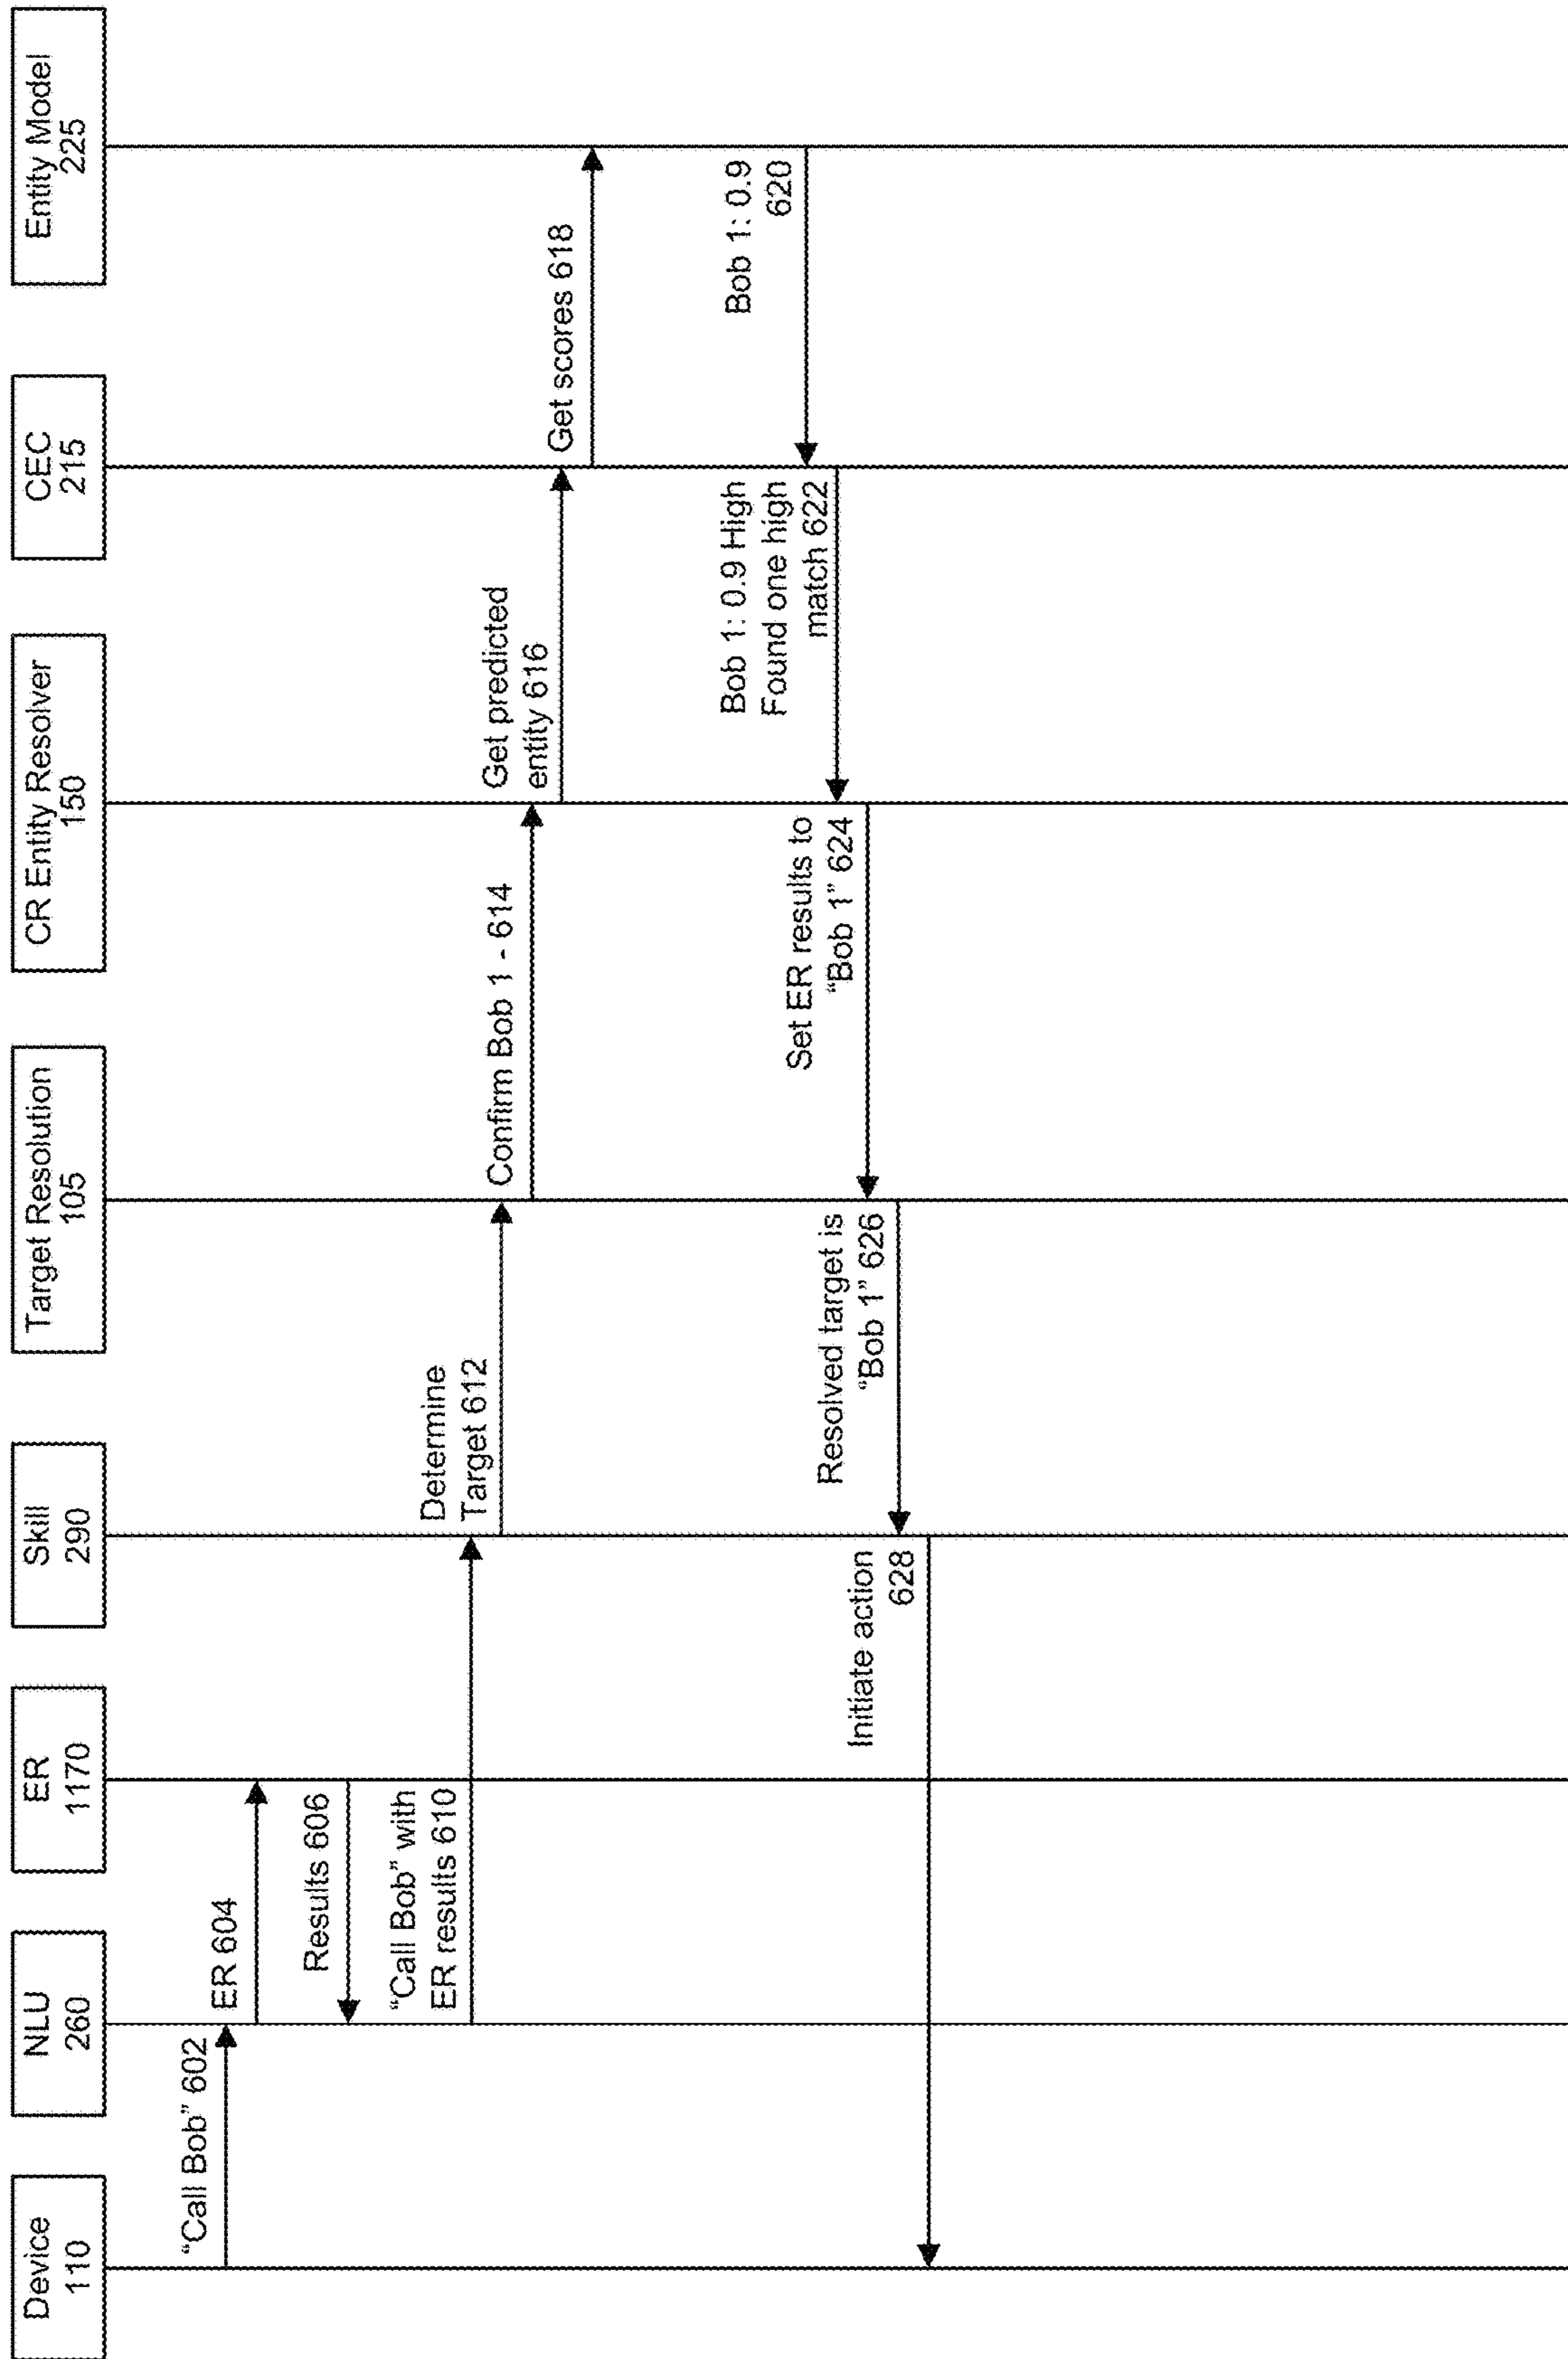 Device
110
NLU
260
ER
1170
Skill
290
Target Resolution
105
CR Entity Resolver
150
CEC
215
Entity Model
225
“Call Bob” 602
ER 604
Results 606
“Call Bob” with
ER results 610
Determine
Target 612
Confirm Bob 1 - 614
Get predicted
entity 616
Get scores 618
Bob 1: 0.9
620
Bob 1: 0.9 High
Found one high
match 622
Set ER results to
“Bob 1” 624
Resolved target is
“Bob 1” 626
Initiate action
628